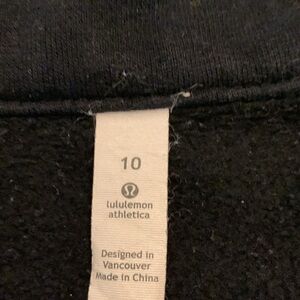 10
lululemon
athletica
Designed in
Vancouver
Made in China